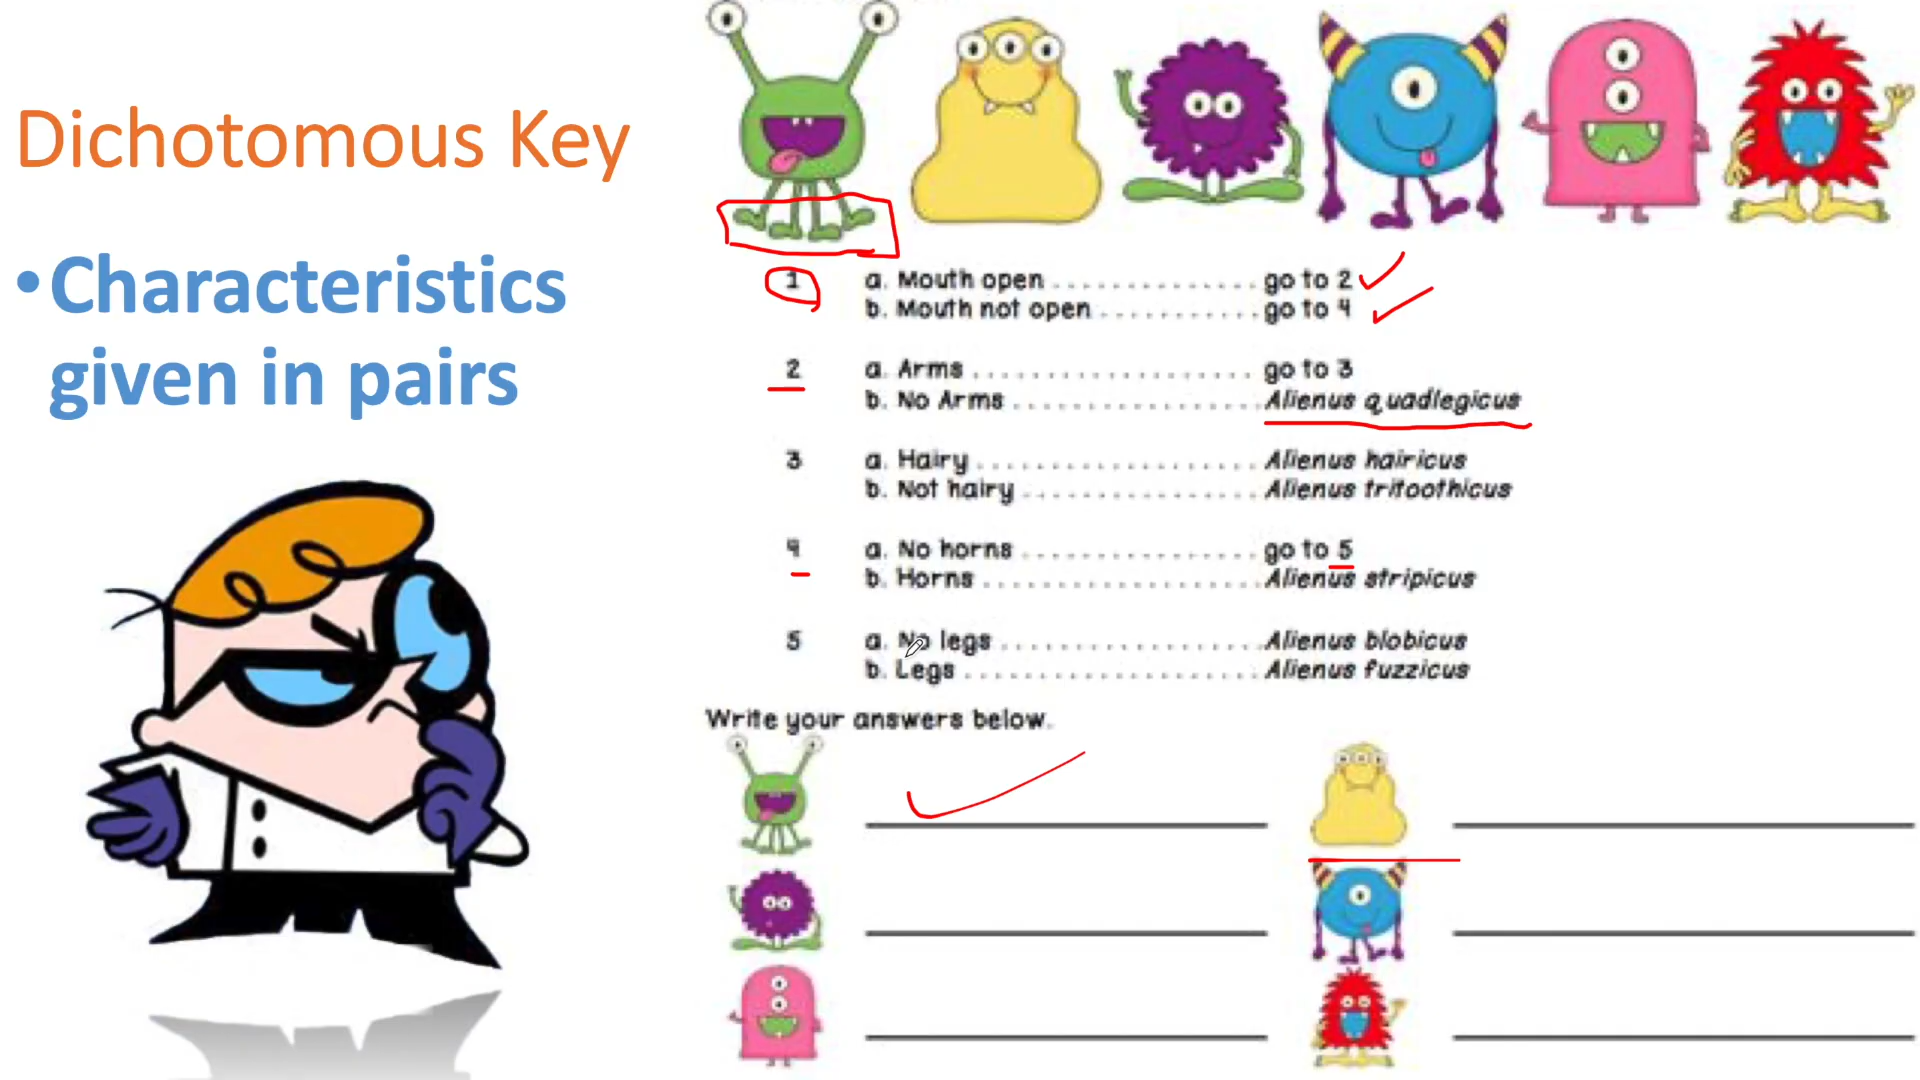 Dichotomous Key
•Characteristics
given in pairs
1 a. Mouth open .............. go to 2
b. Mouth not open ........... go to 4
2 a. Arms ................... go to 3
b. No Arms ................. Alienus quadlegicus
3 a. Hairy ................... Alienus hairicus
b. Not hairy ................ Alienus tritoothicus
4 a. No horns ................ go to 5
b. Horns ................... Alienus stripicus
5 a. No legs .................. Alienus blobicus
b. Legs .................... Alienus fuzzicus
Write your answers below.